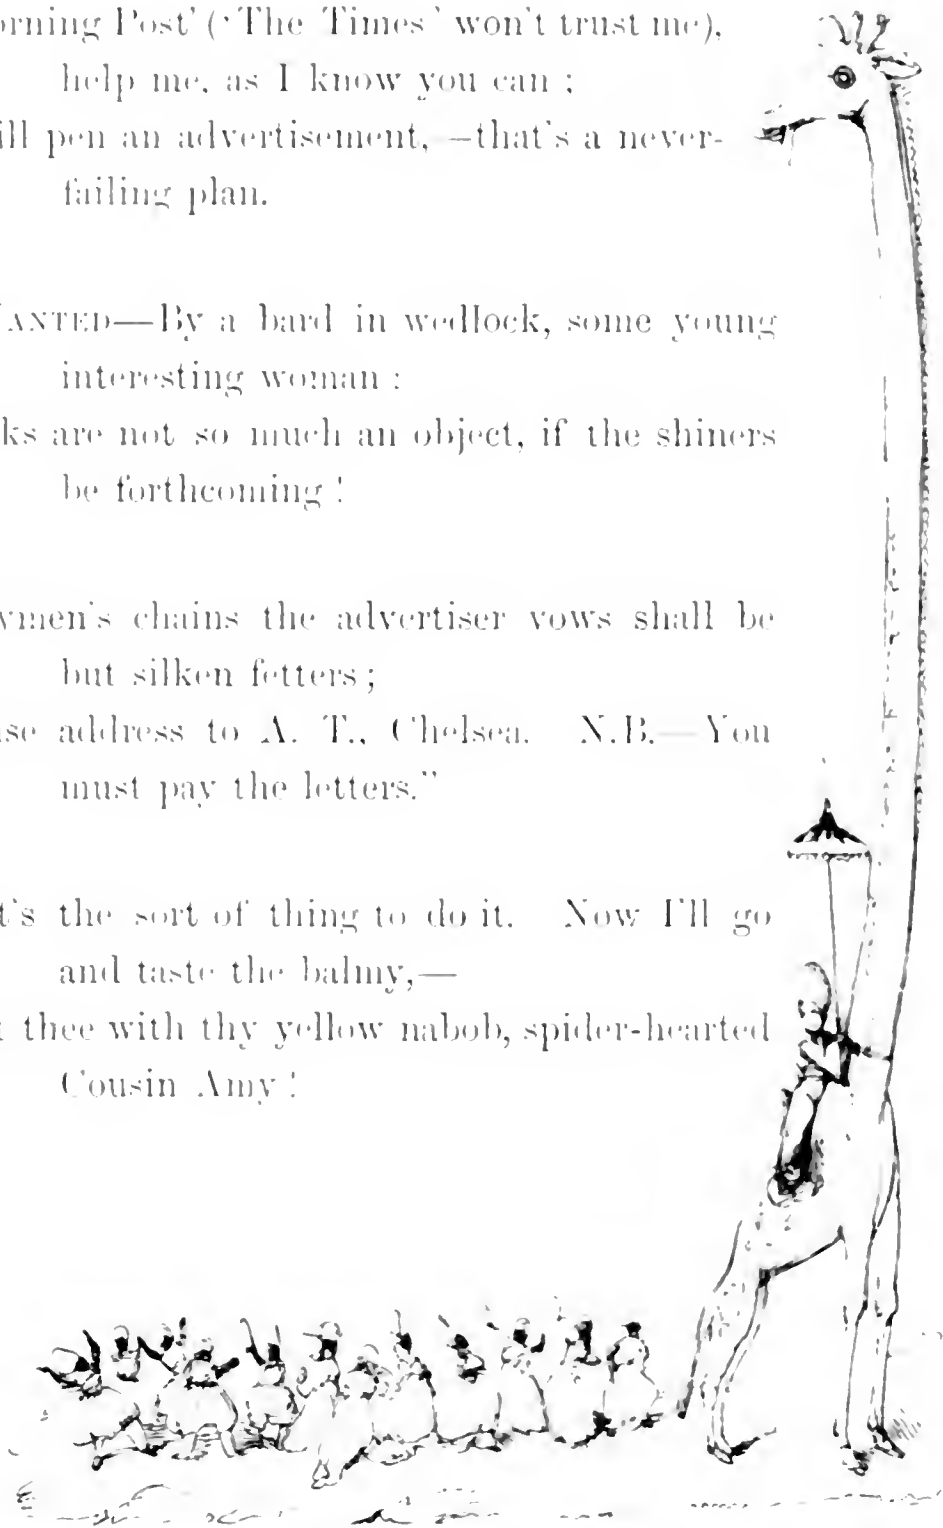 orning Post' ('The Times' won't trust me),
help me, as I know you can ;
ill pen an advertisement,—that's a never-
failing plan.
ANTED—By a bard in wedlock, some young
interesting woman :
ks are not so much an object, if the shiners
be forthcoming !
ymen's chains the advertiser vows shall be
but silken fetters ;
se address to A. T., Chelsea. N.B.—You
must pay the letters."
t's the sort of thing to do it. Now I'll go
and taste the balmy,—
thee with thy yellow nabob, spider-hearted
Cousin Amy !